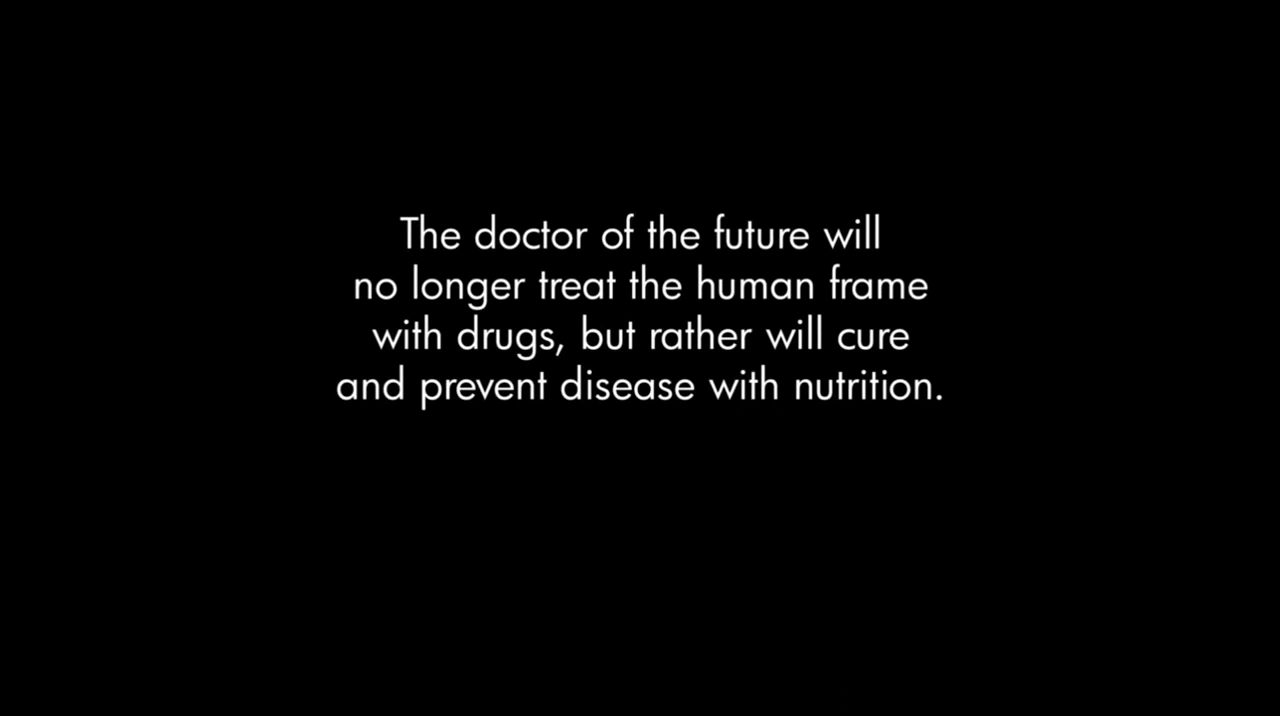 The doctor of the future will
no longer treat the human frame
with drugs, but rather will cure
and prevent disease with nutrition.